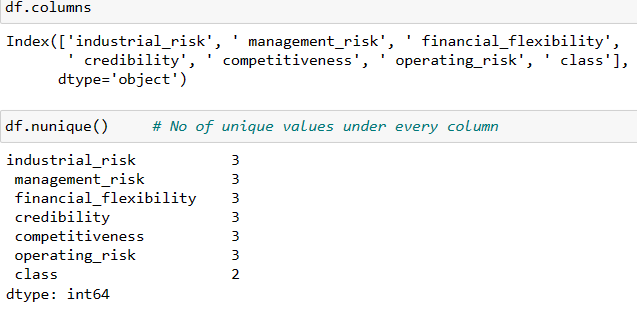 df.columns
Index(['industrial_risk', ' management_risk', ' financial_flexibility',
       ' credibility', ' competitiveness', ' operating_risk', ' class'],
      dtype='object')
df.nunique()     # No of unique values under every column
industrial_risk           3
 management_risk          3
 financial_flexibility    3
 credibility              3
 competitiveness          3
 operating_risk           3
 class                    2
dtype: int64